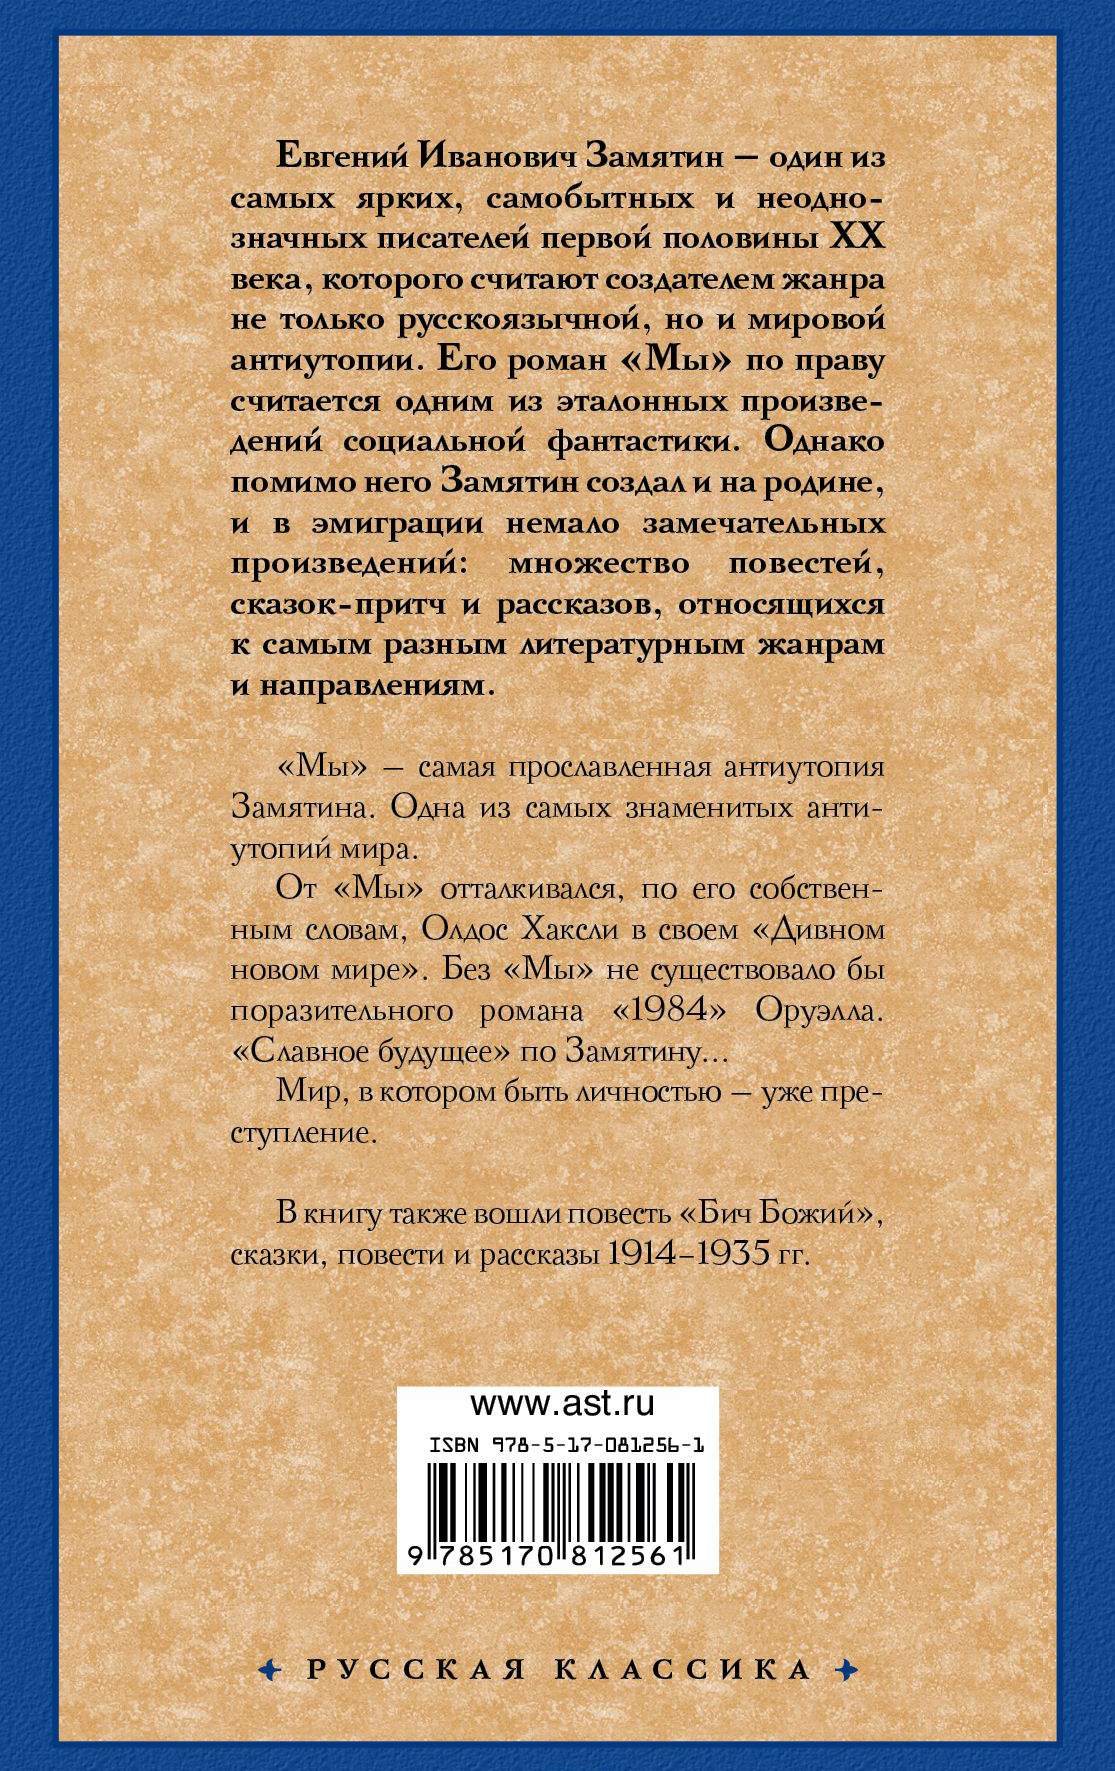 Евгений Иванович Замятин — один из
самых ярких, самобытных и неодно-
значных писателей первой половины XX
века, которого считают создателем жанра
не только русскоязычной, но и мировой
антиутопии. Его роман «Мы» по праву
считается одним из эталонных произве-
дений социальной фантастики. Однако
помимо него Замятин создал и на родине,
и в эмиграции немало замечательных
произведений: множество повестей,
сказок-притч и рассказов, относящихся
к самым разным литературным жанрам
и направлениям.
«Мы» — самая прославленная антиутопия
Замятина. Одна из самых знаменитых анти-
утопий мира.
От «Мы» отталкивался, по его собствен-
ным словам, Олдос Хаксли в своем «Дивном
новом мире». Без «Мы» не существовало бы
поразительного романа «1984» Оруэлла.
«Славное будущее» по Замятину...
Мир, в котором быть личностью — уже пре-
ступление.
В книгу также вошли повесть «Бич Божий»,
сказки, повести и рассказы 1914–1935 гг.
www.ast.ru
ISBN 978-5-17-081256-1
9 785170 812561
РУССКАЯ КЛАССИКА